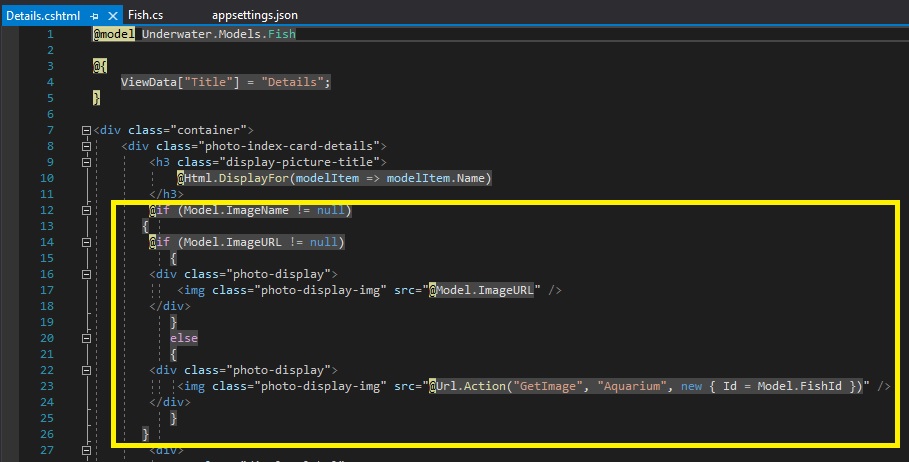 Details.cshtml Fish.cs appsettings.json
1 @model Underwater.Models.Fish
2
3 @{
4 ViewData["Title"] = "Details";
5 }
6
7 <div class="container">
8 <div class="photo-index-card-details">
9 <h3 class="display-picture-title">
10 @Html.DisplayFor(modelItem => modelItem.Name)
11 </h3>
12 @if (Model.ImageName != null)
13 {
14 @if (Model.ImageURL != null)
15 {
16 <div class="photo-display">
17 <img class="photo-display-img" src="@Model.ImageURL" />
18 </div>
19 }
20 else
21 {
22 <div class="photo-display">
23 <img class="photo-display-img" src="@Url.Action("GetImage", "Aquarium", new { Id = Model.FishId })" />
24 </div>
25 }
26 }
27 <div>